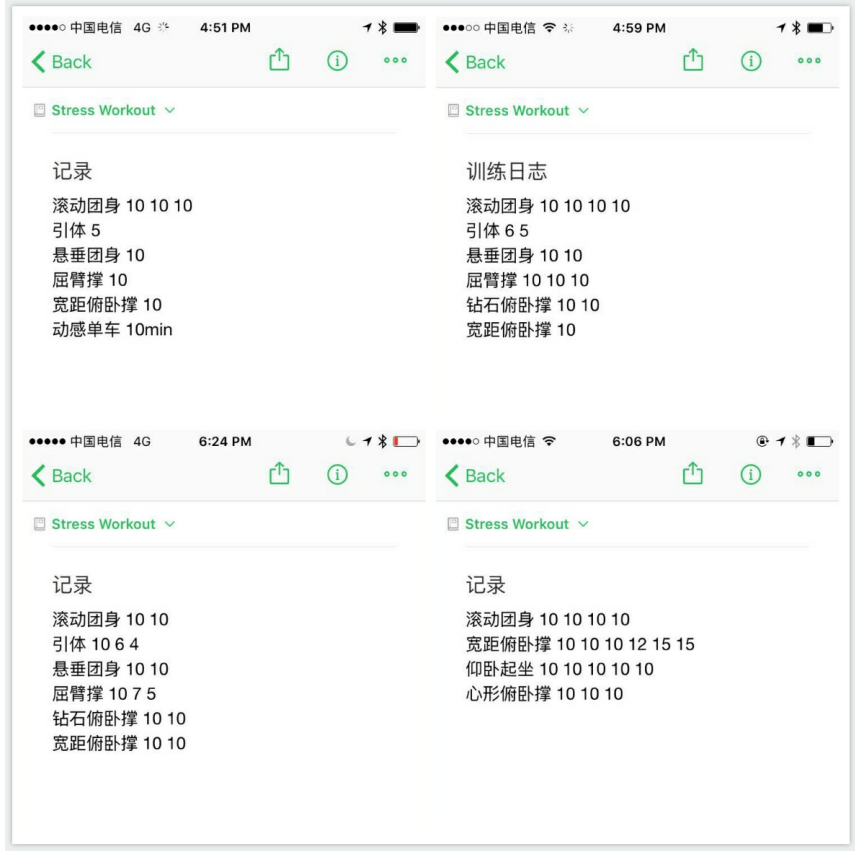 中国电信 4G 4:51 PM
Back
Stress Workout
记录
滚动团身 10 10 10
引体 5
悬垂团身 10
屈臂撑 10
宽距俯卧撑 10
动感单车 10min
中国电信 4:59 PM
Back
Stress Workout
训练日志
滚动团身 10 10 10 10
引体 6 5
悬垂团身 10 10
屈臂撑 10 10 10
钻石俯卧撑 10 10
宽距俯卧撑 10
中国电信 4G 6:24 PM
Back
Stress Workout
记录
滚动团身 10 10
引体 10 6 4
悬垂团身 10 10
屈臂撑 10 7 5
钻石俯卧撑 10 10
宽距俯卧撑 10 10
中国电信 6:06 PM
Back
Stress Workout
记录
滚动团身 10 10 10 10
宽距俯卧撑 10 10 10 12 15 15
仰卧起坐 10 10 10 10 10
心形俯卧撑 10 10 10